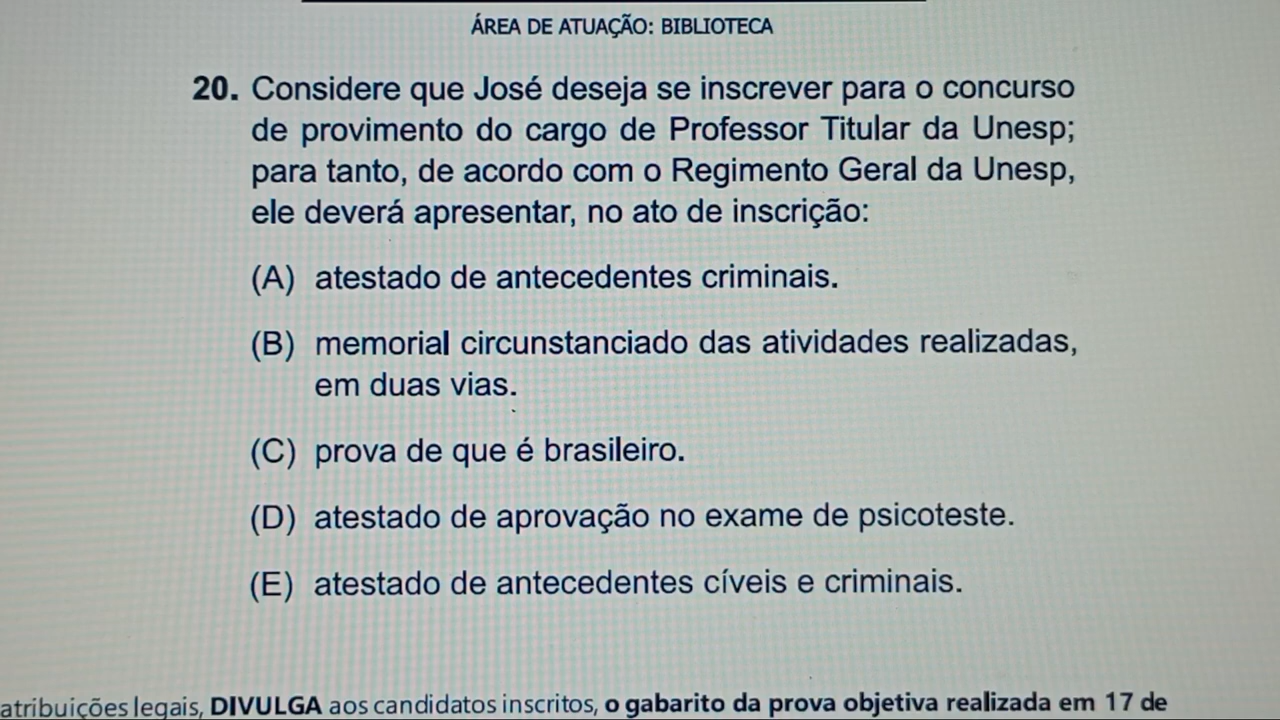 ÁREA DE ATUAÇÃO: BIBLIOTECA
20. Considere que José deseja se inscrever para o concurso
de provimento do cargo de Professor Titular da Unesp;
para tanto, de acordo com o Regimento Geral da Unesp,
ele deverá apresentar, no ato de inscrição:
(A) atestado de antecedentes criminais.
(B) memorial circunstanciado das atividades realizadas,
em duas vias.
(C) prova de que é brasileiro.
(D) atestado de aprovação no exame de psicoteste.
(E) atestado de antecedentes cíveis e criminais.
atribuições legais, DIVULGA aos candidatos inscritos, o gabarito da prova objetiva realizada em 17 de